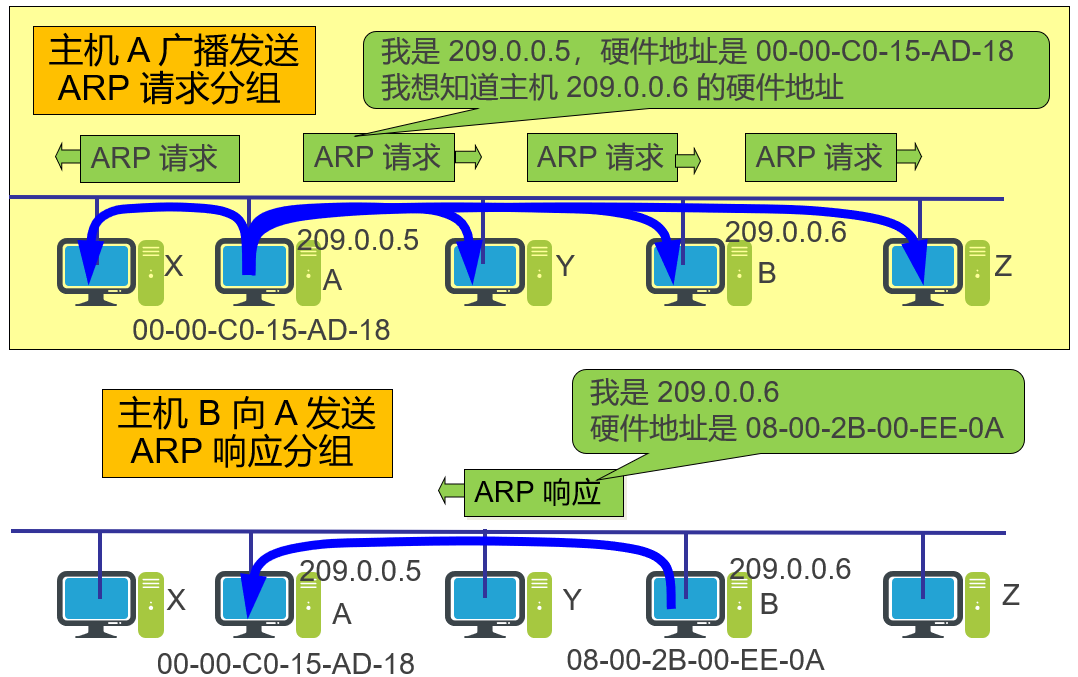 主机 A 广播发送
ARP 请求分组
我是 209.0.0.5，硬件地址是 00-00-C0-15-AD-18
我想知道主机 209.0.0.6 的硬件地址
ARP 请求
ARP 请求
ARP 请求
ARP 请求
209.0.0.5
209.0.0.6
X
A
Y
B
Z
00-00-C0-15-AD-18
主机 B 向 A 发送
ARP 响应分组
我是 209.0.0.6
硬件地址是 08-00-2B-00-EE-0A
ARP 响应
209.0.0.5
209.0.0.6
X
A
Y
B
Z
00-00-C0-15-AD-18
08-00-2B-00-EE-0A